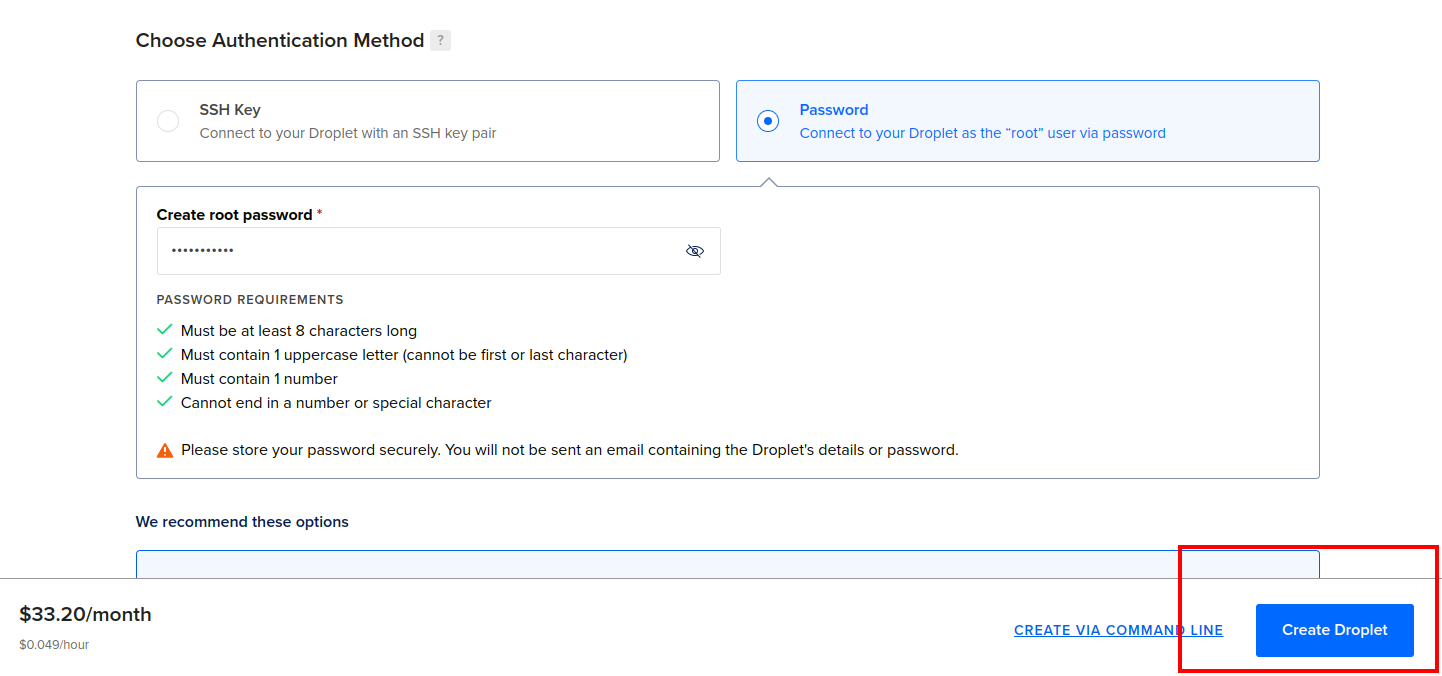 Choose Authentication Method ?
SSH Key
Connect to your Droplet with an SSH key pair
Password
Connect to your Droplet as the “root” user via password
Create root password *
•••••••••••
PASSWORD REQUIREMENTS
Must be at least 8 characters long
Must contain 1 uppercase letter (cannot be first or last character)
Must contain 1 number
Cannot end in a number or special character
Please store your password securely. You will not be sent an email containing the Droplet's details or password.
We recommend these options
$33.20/month
$0.049/hour
CREATE VIA COMMAND LINE
Create Droplet